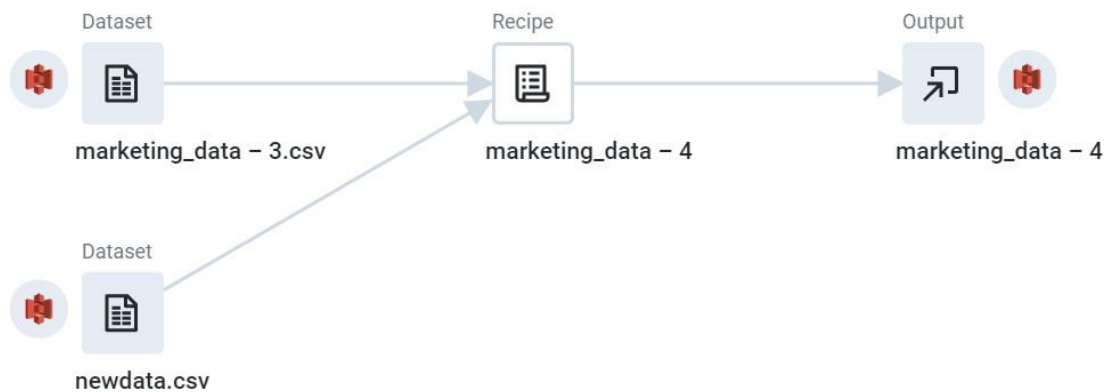 Dataset
Recipe
Output
marketing_data – 3.csv
marketing_data – 4
marketing_data – 4
Dataset
newdata.csv